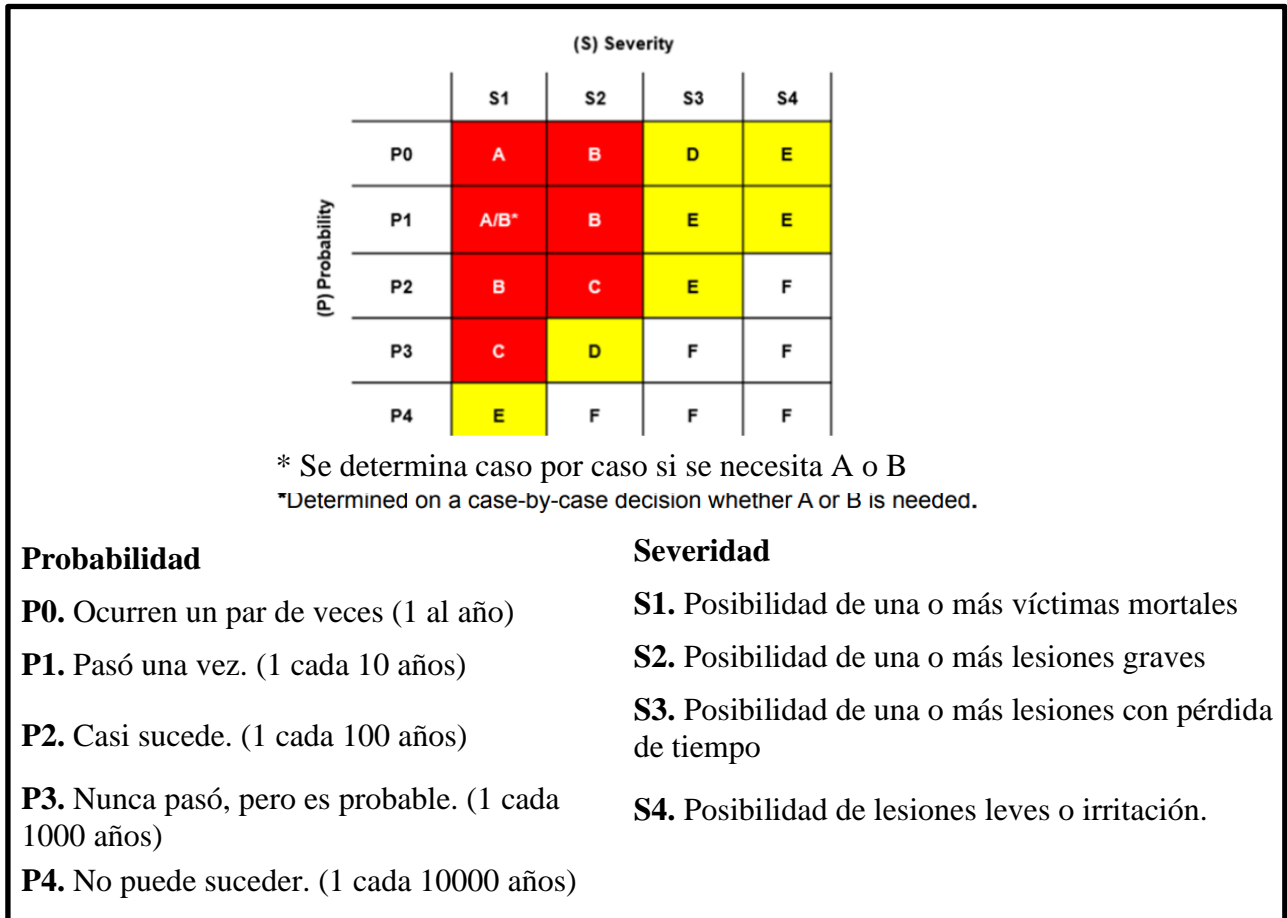 (S) Severity
S1 S2 S3 S4
P0 A B D E
P1 A/B* B E E
(P) Probability
P2 B C E F
P3 C D F F
P4 E F F F
* Se determina caso por caso si se necesita A o B
*Determined on a case-by-case decision whether A or B is needed.
Probabilidad
P0. Ocurren un par de veces (1 al año)
P1. Pasó una vez. (1 cada 10 años)
P2. Casi sucede. (1 cada 100 años)
P3. Nunca pasó, pero es probable. (1 cada
1000 años)
P4. No puede suceder. (1 cada 10000 años)
Severidad
S1. Posibilidad de una o más víctimas mortales
S2. Posibilidad de una o más lesiones graves
S3. Posibilidad de una o más lesiones con pérdida
de tiempo
S4. Posibilidad de lesiones leves o irritación.